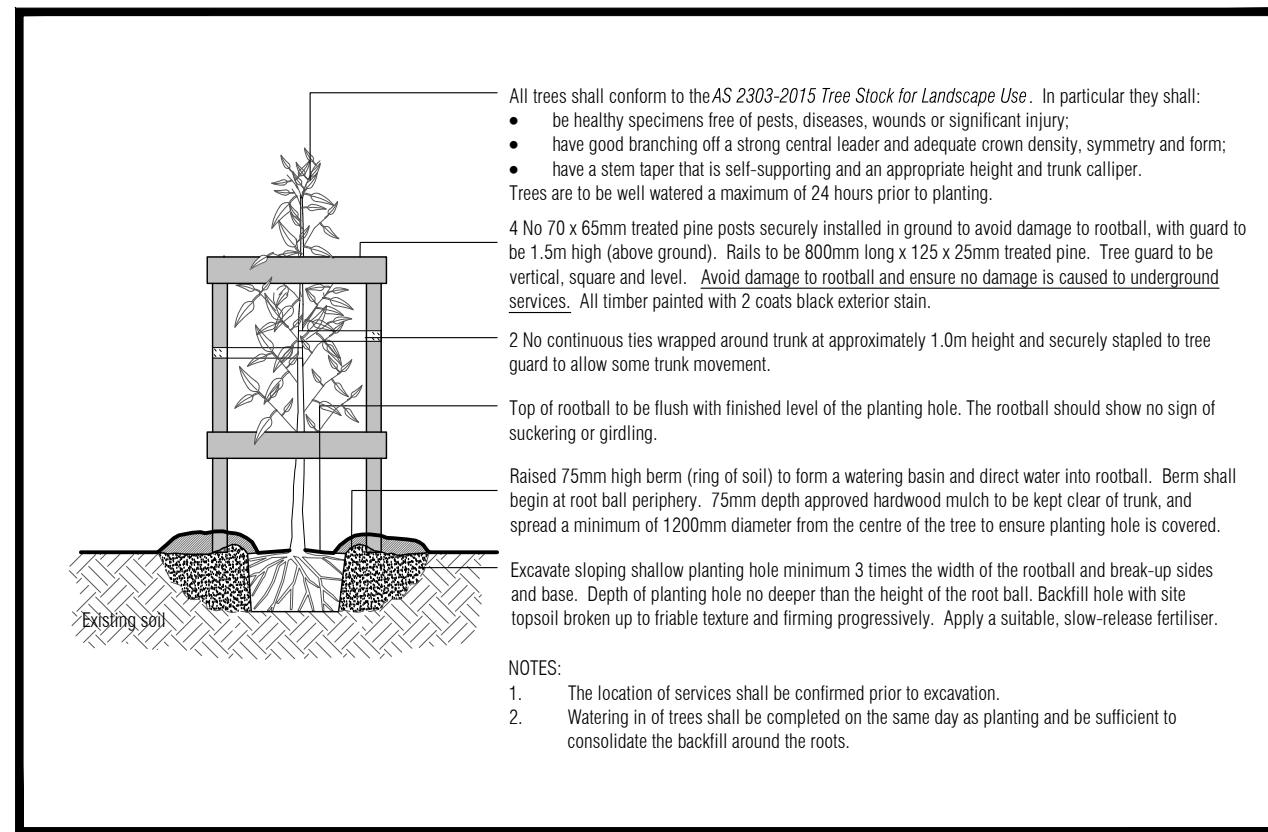 All trees shall conform to the AS 2303-2015 Tree Stock for Landscape Use. In particular they shall:
• be healthy specimens free of pests, diseases, wounds or significant injury;
• have good branching off a strong central leader and adequate crown density, symmetry and form;
• have a stem taper that is self-supporting and an appropriate height and trunk calliper.
Trees are to be well watered a maximum of 24 hours prior to planting.
4 No 70 x 65mm treated pine posts securely installed in ground to avoid damage to rootball, with guard to
be 1.5m high (above ground). Rails to be 800mm long x 125 x 25mm treated pine. Tree guard to be
vertical, square and level. Avoid damage to rootball and ensure no damage is caused to underground
services. All timber painted with 2 coats black exterior stain.
2 No continuous ties wrapped around trunk at approximately 1.0m height and securely stapled to tree
guard to allow some trunk movement.
Top of rootball to be flush with finished level of the planting hole. The rootball should show no sign of
suckering or girdling.
Raised 75mm high berm (ring of soil) to form a watering basin and direct water into rootball. Berm shall
begin at root ball periphery. 75mm depth approved hardwood mulch to be kept clear of trunk, and
spread a minimum of 1200mm diameter from the centre of the tree to ensure planting hole is covered.
Excavate sloping shallow planting hole minimum 3 times the width of the rootball and break-up sides
and base. Depth of planting hole no deeper than the height of the root ball. Backfill hole with site
topsoil broken up to friable texture and firming progressively. Apply a suitable, slow-release fertiliser.
Existing soil
NOTES:
1. The location of services shall be confirmed prior to excavation.
2. Watering in of trees shall be completed on the same day as planting and be sufficient to
consolidate the backfill around the roots.